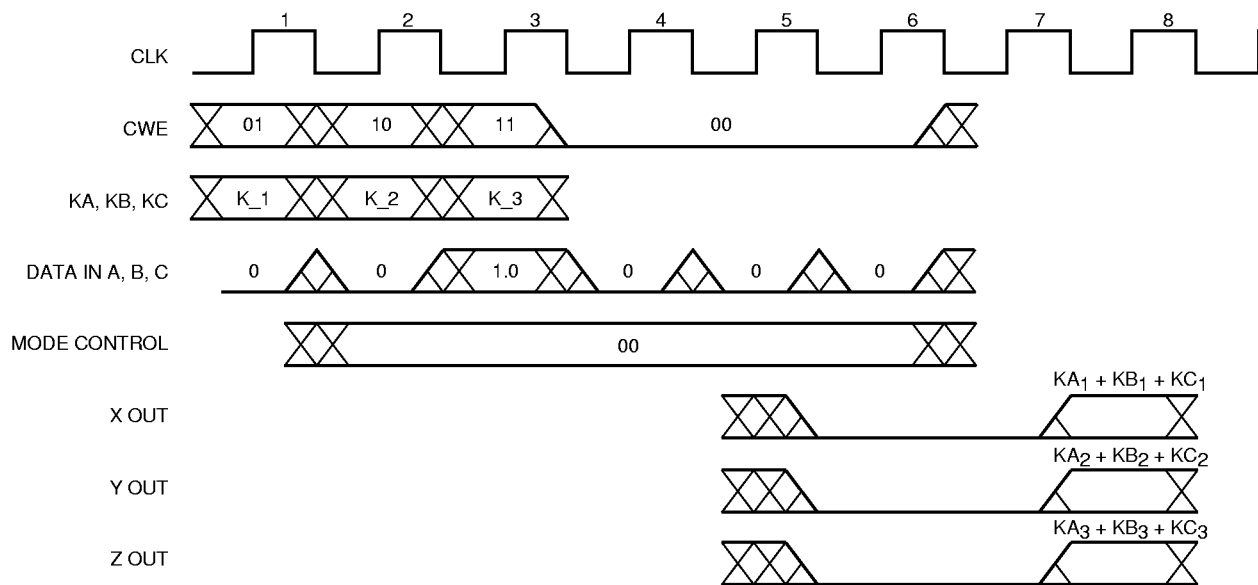 1 2 3 4 5 6 7 8
CLK
CWE 01 10 11 00
KA, KB, KC K_1 K_2 K_3
DATA IN A, B, C 0 0 1.0 0 0 0
MODE CONTROL 00
KA1 + KB1 + KC1
X OUT
KA2 + KB2 + KC2
Y OUT
KA3 + KB3 + KC3
Z OUT